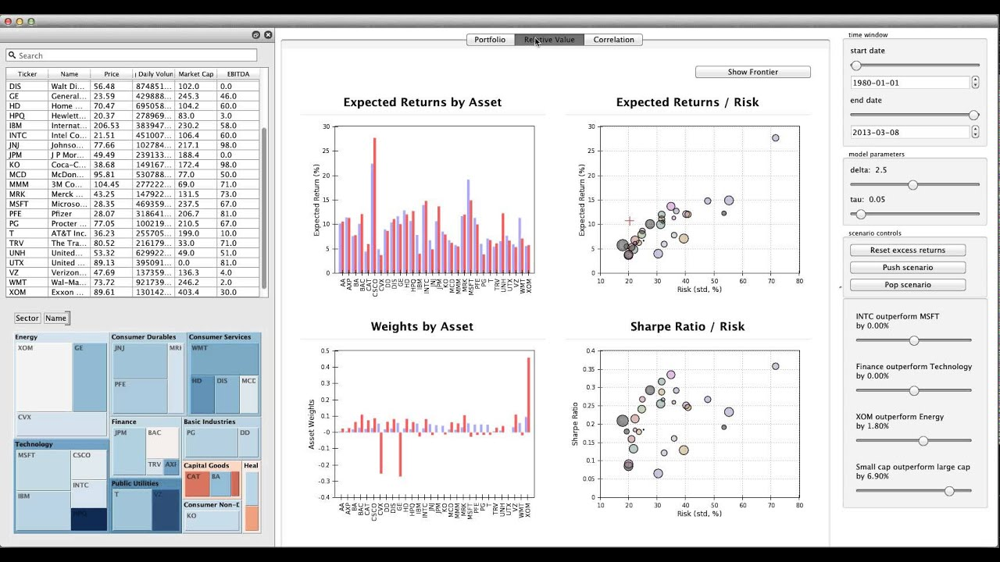 Search
Ticker Name Price Daily Volun Market Cap EBITDA
DIS Walt Di... 56.48 874851... 102.0 0.0
GE General... 23.59 429888... 245.3 46.0
HD Home ... 70.47 695058... 104.2 60.0
HPQ Hewlett... 20.37 278969... 83.0 3.0
IBM Internat... 206.53 383947... 230.2 58.0
INTC Intel Co... 21.51 451007... 106.4 60.0
JNJ Johnso... 77.66 102784... 217.1 98.0
JPM J P Mor... 49.49 239133... 188.4 0.0
KO Coca-C... 38.68 149167... 172.4 98.0
MCD McDon... 95.81 530788... 77.0 50.0
MMM 3M Co... 104.45 277222... 69.0 71.0
MRK Merck ... 43.25 147922... 131.5 73.0
MSFT Microso... 28.35 469359... 237.5 67.0
PFE Pfizer 28.07 318641... 206.7 81.0
PG Procter ... 77.05 100219... 210.5 67.0
T AT&T Inc. 36.23 255705... 199.0 10.0
TRV The Tra... 80.52 216179... 33.0 71.0
UNH United... 53.32 629922... 49.0 51.0
UTX United ... 89.13 395091... 0.0 81.0
VZ Verizon... 47.69 137359... 136.3 4.0
WMT Wal-Ma... 73.72 921739... 246.2 2.0
XOM Exxon ... 89.61 130142... 403.4 30.0
Sector Name
Energy
XOM GE
CVX
Consumer Durables
JNJ MRK
PFE
Consumer Services
WMT
HD DIS MCD
Technology
MSFT CSCO
INTC
IBM
HPQ
Finance
JPM BAC
TRV AXP
Basic Industries
PG DD
Capital Goods
CAT BA
Heal
Public Utilities
T VZ
Consumer Non-D
KO
Portfolio Relative Value Correlation
Show Frontier
Expected Returns by Asset
Expected Return (%)
30
25
20
15
10
5
0
AA AXP BA BAC CAT CSCO CVX DD DIS GE HD HPQ IBM INTC JNJ JPM KO MCD MMM MRK MSFT PFE PG T TRV UNH UTX VZ WMT XOM
Expected Returns / Risk
Expected Return (%)
30
25
20
15
10
5
0
10 20 30 40 50 60 70 80
Risk (std, %)
Weights by Asset
Asset Weights
0.5
0.4
0.3
0.2
0.1
-0
-0.1
-0.2
-0.3
-0.4
AA AXP BA BAC CAT CSCO CVX DD DIS GE HD HPQ IBM INTC JNJ JPM KO MCD MMM MRK MSFT PFE PG T TRV UNH UTX VZ WMT XOM
Sharpe Ratio / Risk
Sharpe Ratio
0.4
0.35
0.3
0.25
0.2
0.15
0.1
0.05
0
10 20 30 40 50 60 70 80
Risk (std, %)
time window
start date
1980-01-01
end date
2013-03-08
model parameters
delta: 2.5
tau: 0.05
scenario controls
Reset excess returns
Push scenario
Pop scenario
INTC outperform MSFT
by 0.00%
Finance outperform Technology
by 0.00%
XOM outperform Energy
by 1.80%
Small cap outperform large cap
by 6.90%